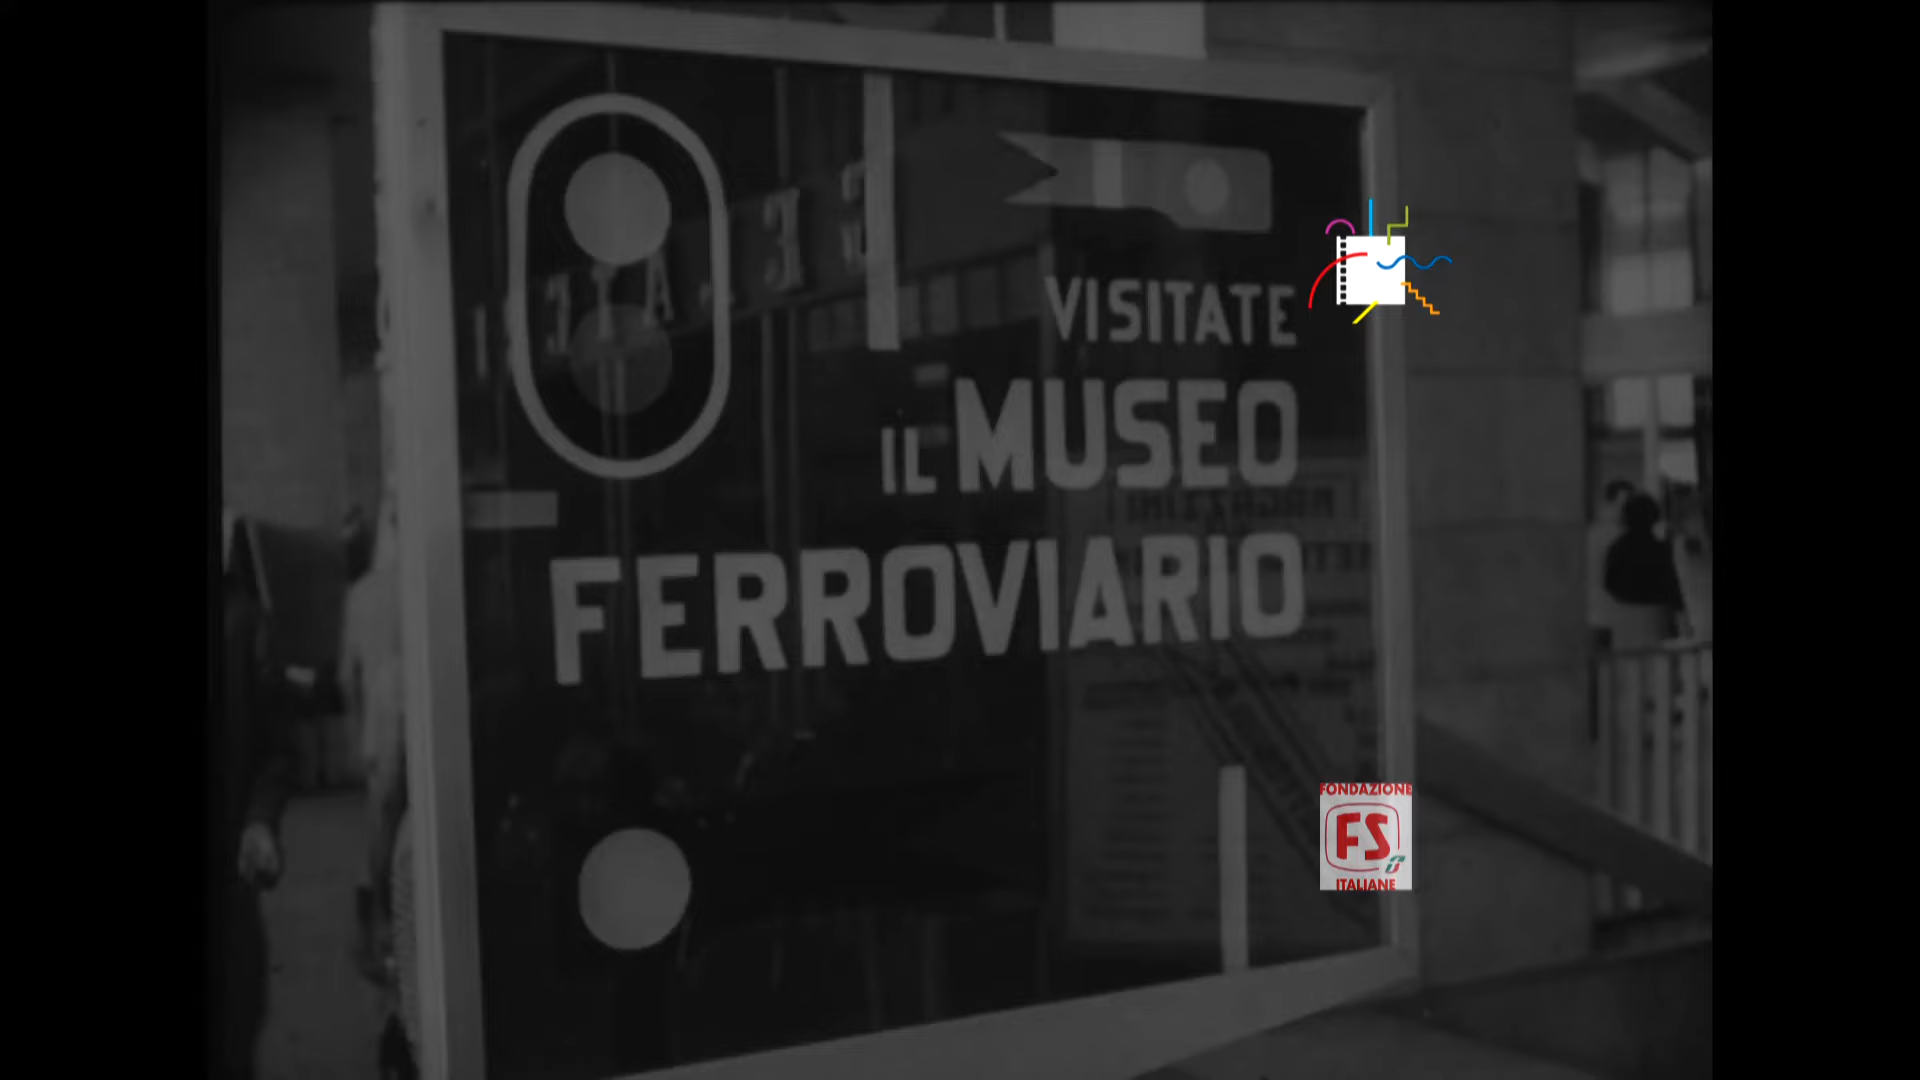 VISITATE
IL MUSEO
FERROVIARIO
FONDAZIONE
FS
ITALIANE